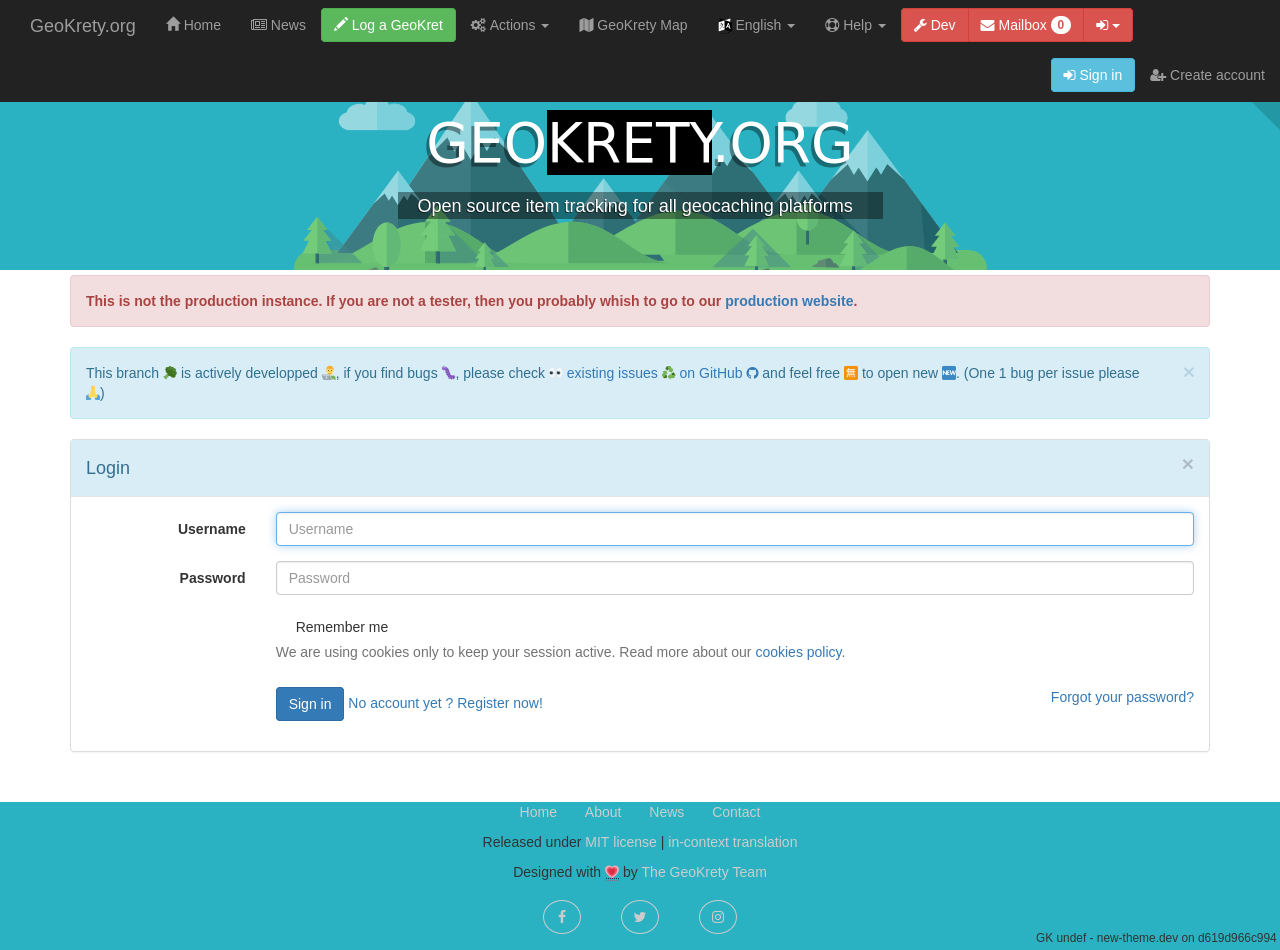 GeoKrety.org Home News Log a GeoKret Actions GeoKrety Map English Help Dev Mailbox 0
Sign in Create account
GEOKRETY.ORG
Open source item tracking for all geocaching platforms
This is not the production instance. If you are not a tester, then you probably whish to go to our production website.
This branch 🌳 is actively developped 👨‍🔬, if you find bugs 🐛, please check 👀 existing issues ♻ on GitHub and feel free 🈚 to open new 🆕. (One 1 bug per issue please
🙏)
×
Login ×
Username Username
Password Password
Remember me
We are using cookies only to keep your session active. Read more about our cookies policy.
Sign in No account yet ? Register now! Forgot your password?
Home About News Contact
Released under MIT license | in-context translation
Designed with 💗 by The GeoKrety Team
GK undef - new-theme.dev on d619d966c994